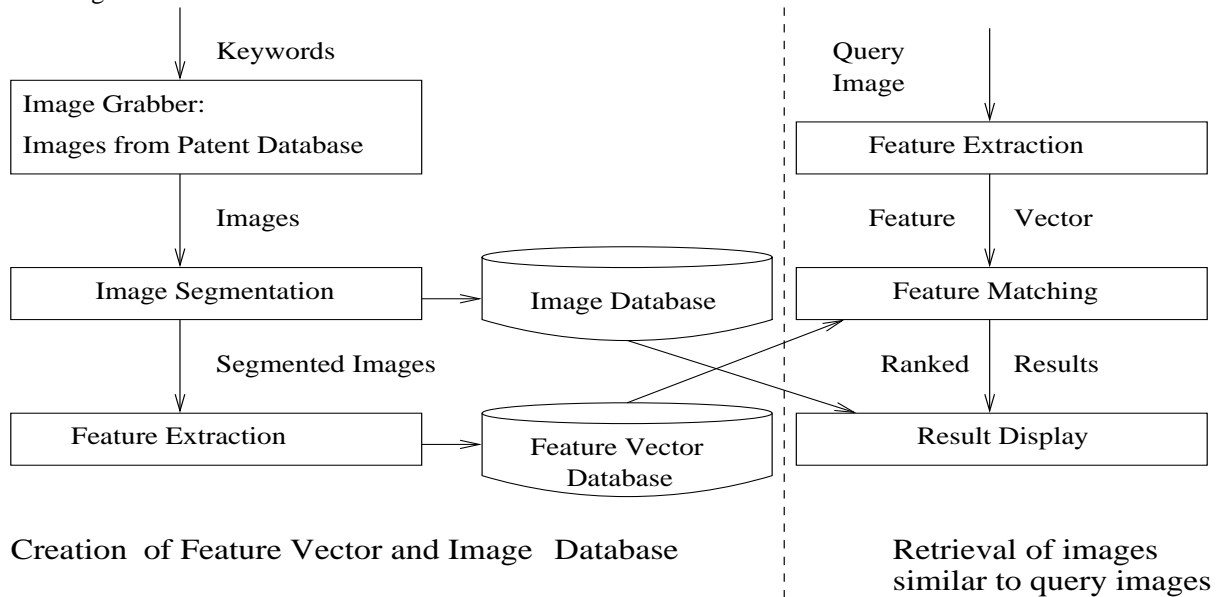 Keywords
Image Grabber:
Images from Patent Database
Images
Image Segmentation
Image Database
Segmented Images
Feature Extraction
Feature Vector
Database
Creation of Feature Vector and Image Database
Query
Image
Feature Extraction
Feature Vector
Feature Matching
Ranked Results
Result Display
Retrieval of images
similar to query images